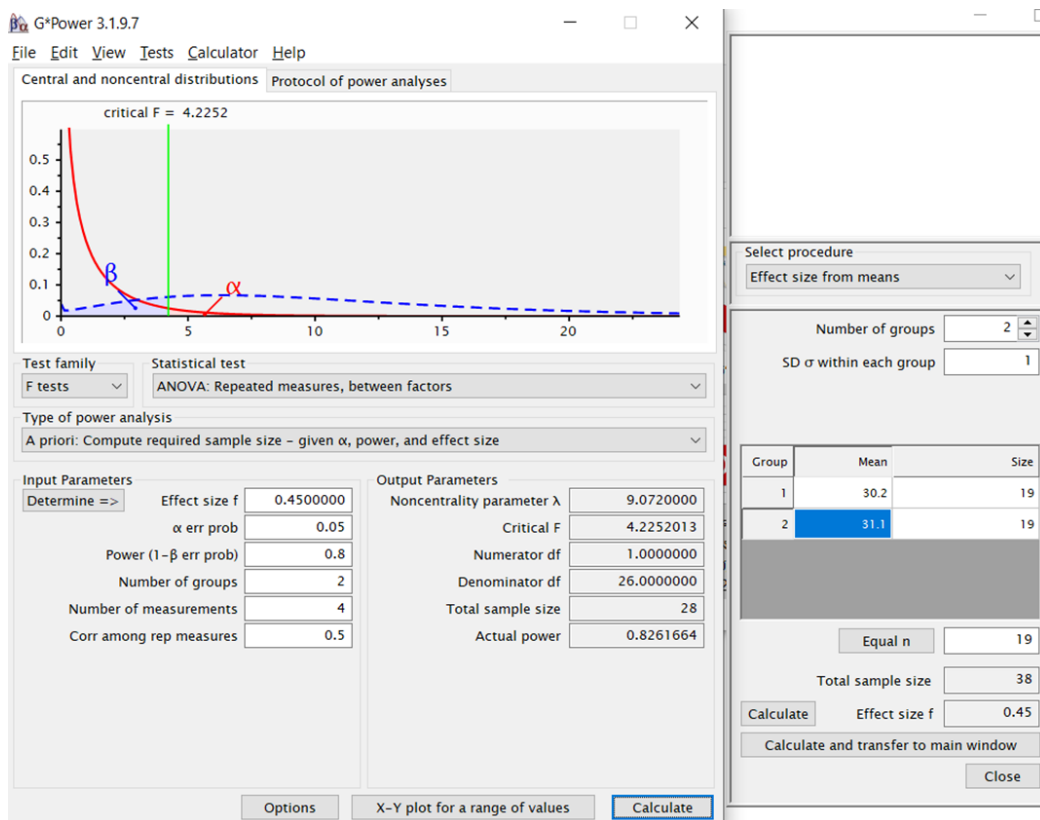 G*Power 3.1.9.7
File Edit View Tests Calculator Help
Central and noncentral distributions Protocol of power analyses
critical F = 4.2252
0.5
0.4
0.3
0.2
0.1
0
β
α
0 5 10 15 20
Test family Statistical test
F tests ANOVA: Repeated measures, between factors
Type of power analysis
A priori: Compute required sample size – given α, power, and effect size
Input Parameters
Determine => Effect size f 0.4500000
α err prob 0.05
Power (1–β err prob) 0.8
Number of groups 2
Number of measurements 4
Corr among rep measures 0.5
Output Parameters
Noncentrality parameter λ 9.0720000
Critical F 4.2252013
Numerator df 1.0000000
Denominator df 26.0000000
Total sample size 28
Actual power 0.8261664
Options X-Y plot for a range of values Calculate
Select procedure
Effect size from means
Number of groups 2
SD σ within each group 1
Group Mean Size
1 30.2 19
2 31.1 19
Equal n 19
Total sample size 38
Calculate Effect size f 0.45
Calculate and transfer to main window
Close